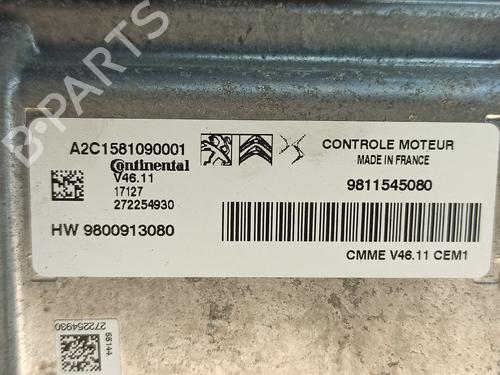 B-PARTS
A2C1581090001
Continental
V46.11
17127
272254930
HW 9800913080
CONTROLE MOTEUR
MADE IN FRANCE
9811545080
CMME V46.11 CEM1
55144
272254930